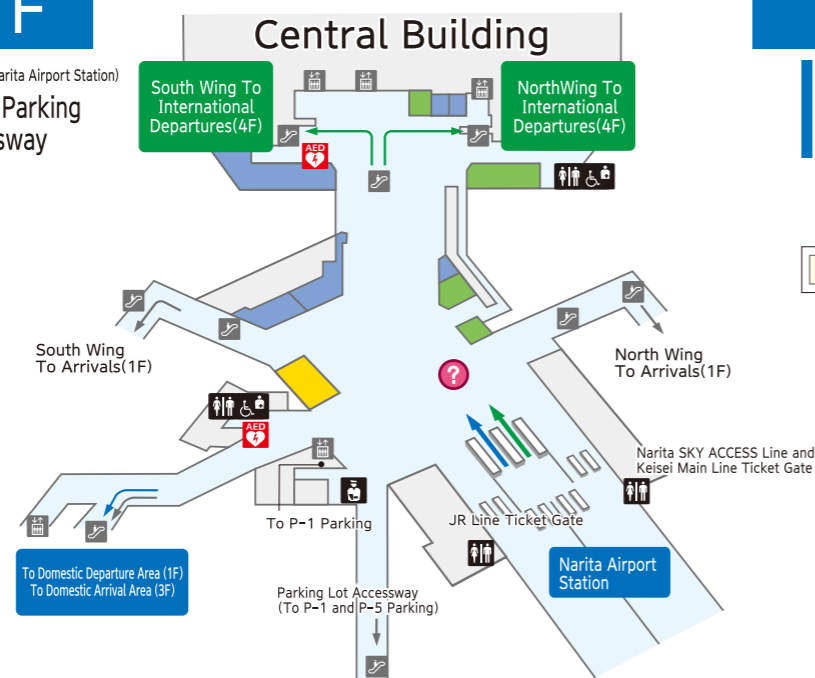 F
Central Building
arita Airport Station)
Parking
sway
South Wing To
International
Departures(4F)
NorthWing To
International
Departures(4F)
AED
South Wing
To Arrivals(1F)
North Wing
To Arrivals(1F)
?
AED
Narita SKY ACCESS Line and
Keisei Main Line Ticket Gate
To P-1 Parking
JR Line Ticket Gate
To Domestic Departure Area (1F)
To Domestic Arrival Area (3F)
Narita Airport
Station
Parking Lot Accessway
(To P-1 and P-5 Parking)